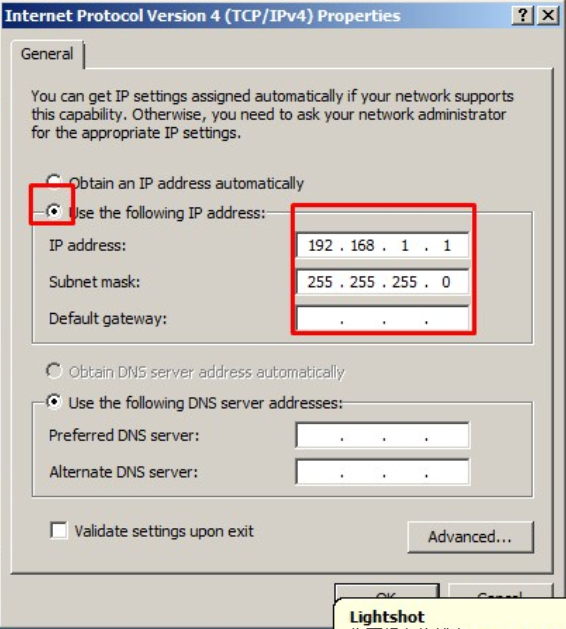 Internet Protocol Version 4 (TCP/IPv4) Properties
General
You can get IP settings assigned automatically if your network supports
this capability. Otherwise, you need to ask your network administrator
for the appropriate IP settings.
Obtain an IP address automatically
Use the following IP address:
IP address: 192 . 168 . 1 . 1
Subnet mask: 255 . 255 . 255 . 0
Default gateway: . . .
Obtain DNS server address automatically
Use the following DNS server addresses:
Preferred DNS server: . . .
Alternate DNS server: . . .
Validate settings upon exit
Advanced...
OK Cancel
Lightshot